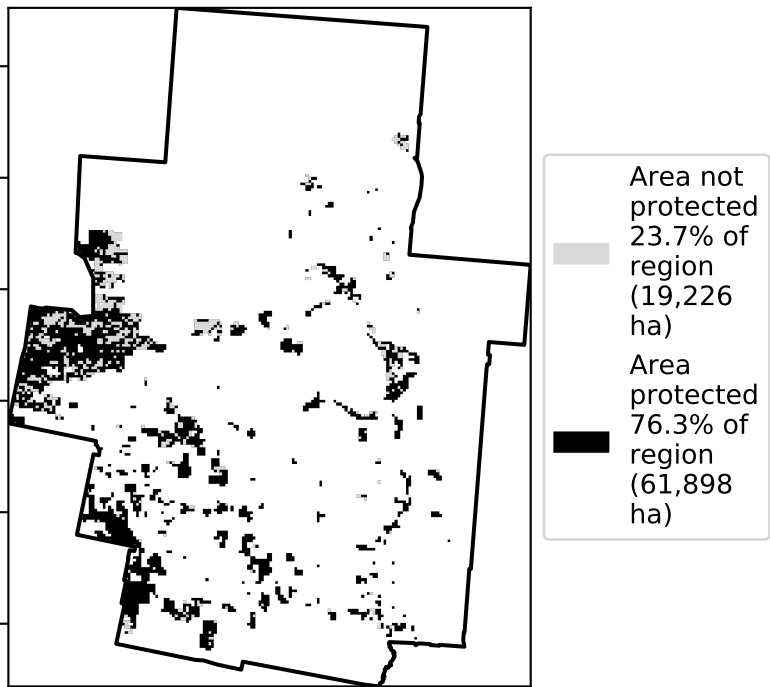 Area not
protected
23.7% of
region
(19,226
ha)
Area
protected
76.3% of
region
(61,898
ha)